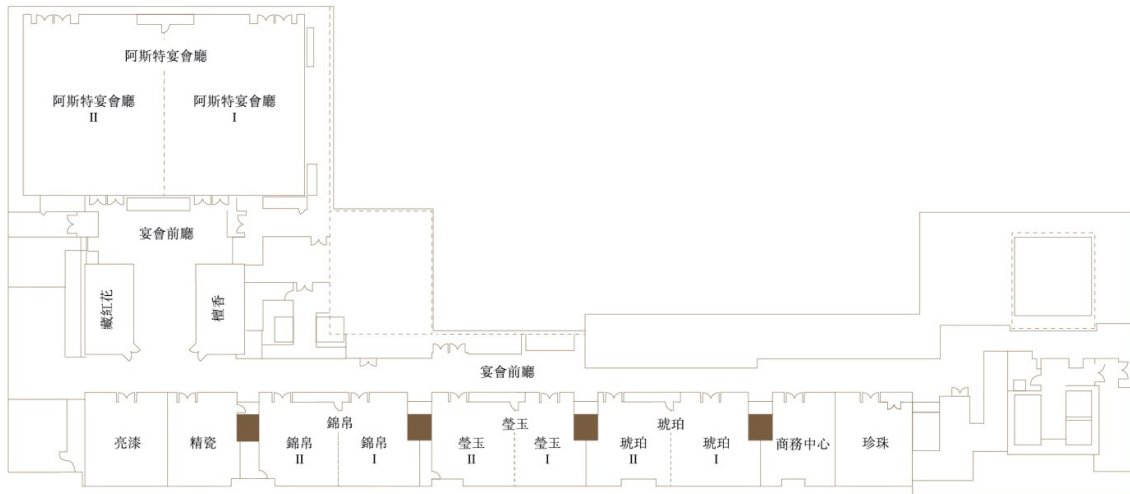 阿斯特宴會廳
阿斯特宴會廳
II
阿斯特宴會廳
I
宴會前廳
藏紅花
檀香
宴會前廳
亮漆
精瓷
錦帛
錦帛
II
錦帛
I
瑩玉
瑩玉
II
瑩玉
I
琥珀
琥珀
II
琥珀
I
商務中心
珍珠